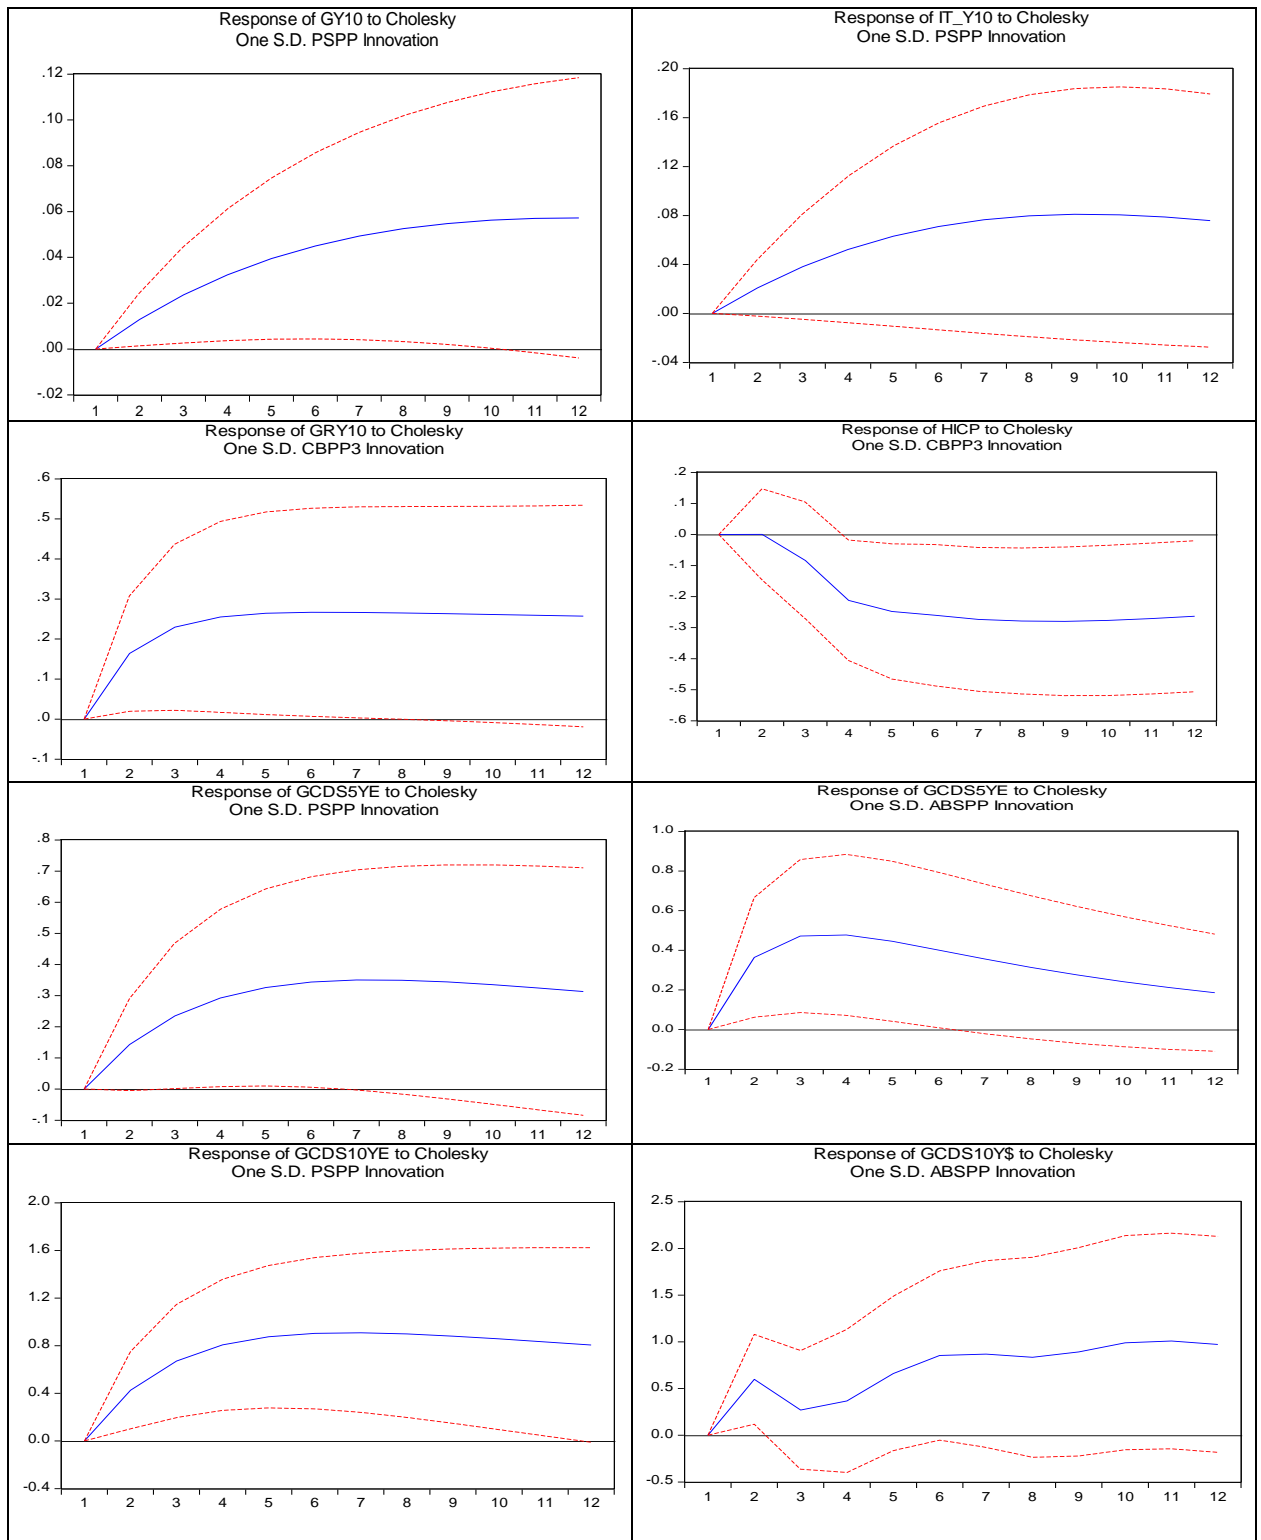 Response of GY10 to Cholesky
One S.D. PSPP Innovation
.12
.10
.08
.06
.04
.02
.00
-.02
1 2 3 4 5 6 7 8 9 10 11 12
Response of IT_Y10 to Cholesky
One S.D. PSPP Innovation
.20
.16
.12
.08
.04
.00
-.04
1 2 3 4 5 6 7 8 9 10 11 12
Response of GRY10 to Cholesky
One S.D. CBPP3 Innovation
.6
.5
.4
.3
.2
.1
.0
-.1
1 2 3 4 5 6 7 8 9 10 11 12
Response of HICP to Cholesky
One S.D. CBPP3 Innovation
.2
.1
.0
-.1
-.2
-.3
-.4
-.5
-.6
1 2 3 4 5 6 7 8 9 10 11 12
Response of GCDS5YE to Cholesky
One S.D. PSPP Innovation
.8
.7
.6
.5
.4
.3
.2
.1
.0
-.1
1 2 3 4 5 6 7 8 9 10 11 12
Response of GCDS5YE to Cholesky
One S.D. ABSPP Innovation
1.0
0.8
0.6
0.4
0.2
0.0
-0.2
1 2 3 4 5 6 7 8 9 10 11 12
Response of GCDS10YE to Cholesky
One S.D. PSPP Innovation
2.0
1.6
1.2
0.8
0.4
0.0
-0.4
1 2 3 4 5 6 7 8 9 10 11 12
Response of GCDS10Y$ to Cholesky
One S.D. ABSPP Innovation
2.5
2.0
1.5
1.0
0.5
0.0
-0.5
1 2 3 4 5 6 7 8 9 10 11 12